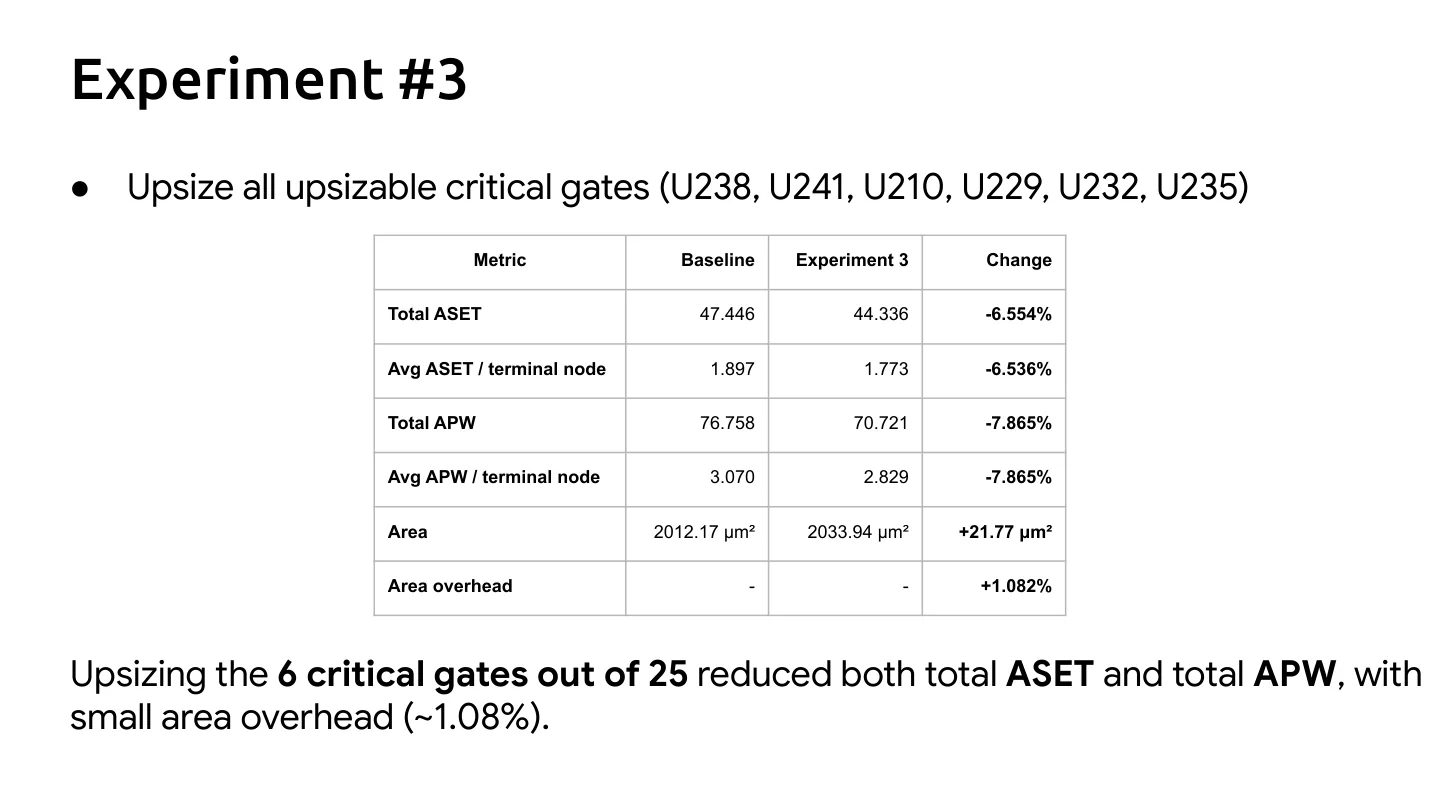 Experiment #3
● Upsize all upsizable critical gates (U238, U241, U210, U229, U232, U235)
Metric Baseline Experiment 3 Change
Total ASET 47.446 44.336 -6.554%
Avg ASET / terminal node 1.897 1.773 -6.536%
Total APW 76.758 70.721 -7.865%
Avg APW / terminal node 3.070 2.829 -7.865%
Area 2012.17 µm² 2033.94 µm² +21.77 µm²
Area overhead - - +1.082%
Upsizing the 6 critical gates out of 25 reduced both total ASET and total APW, with
small area overhead (~1.08%).